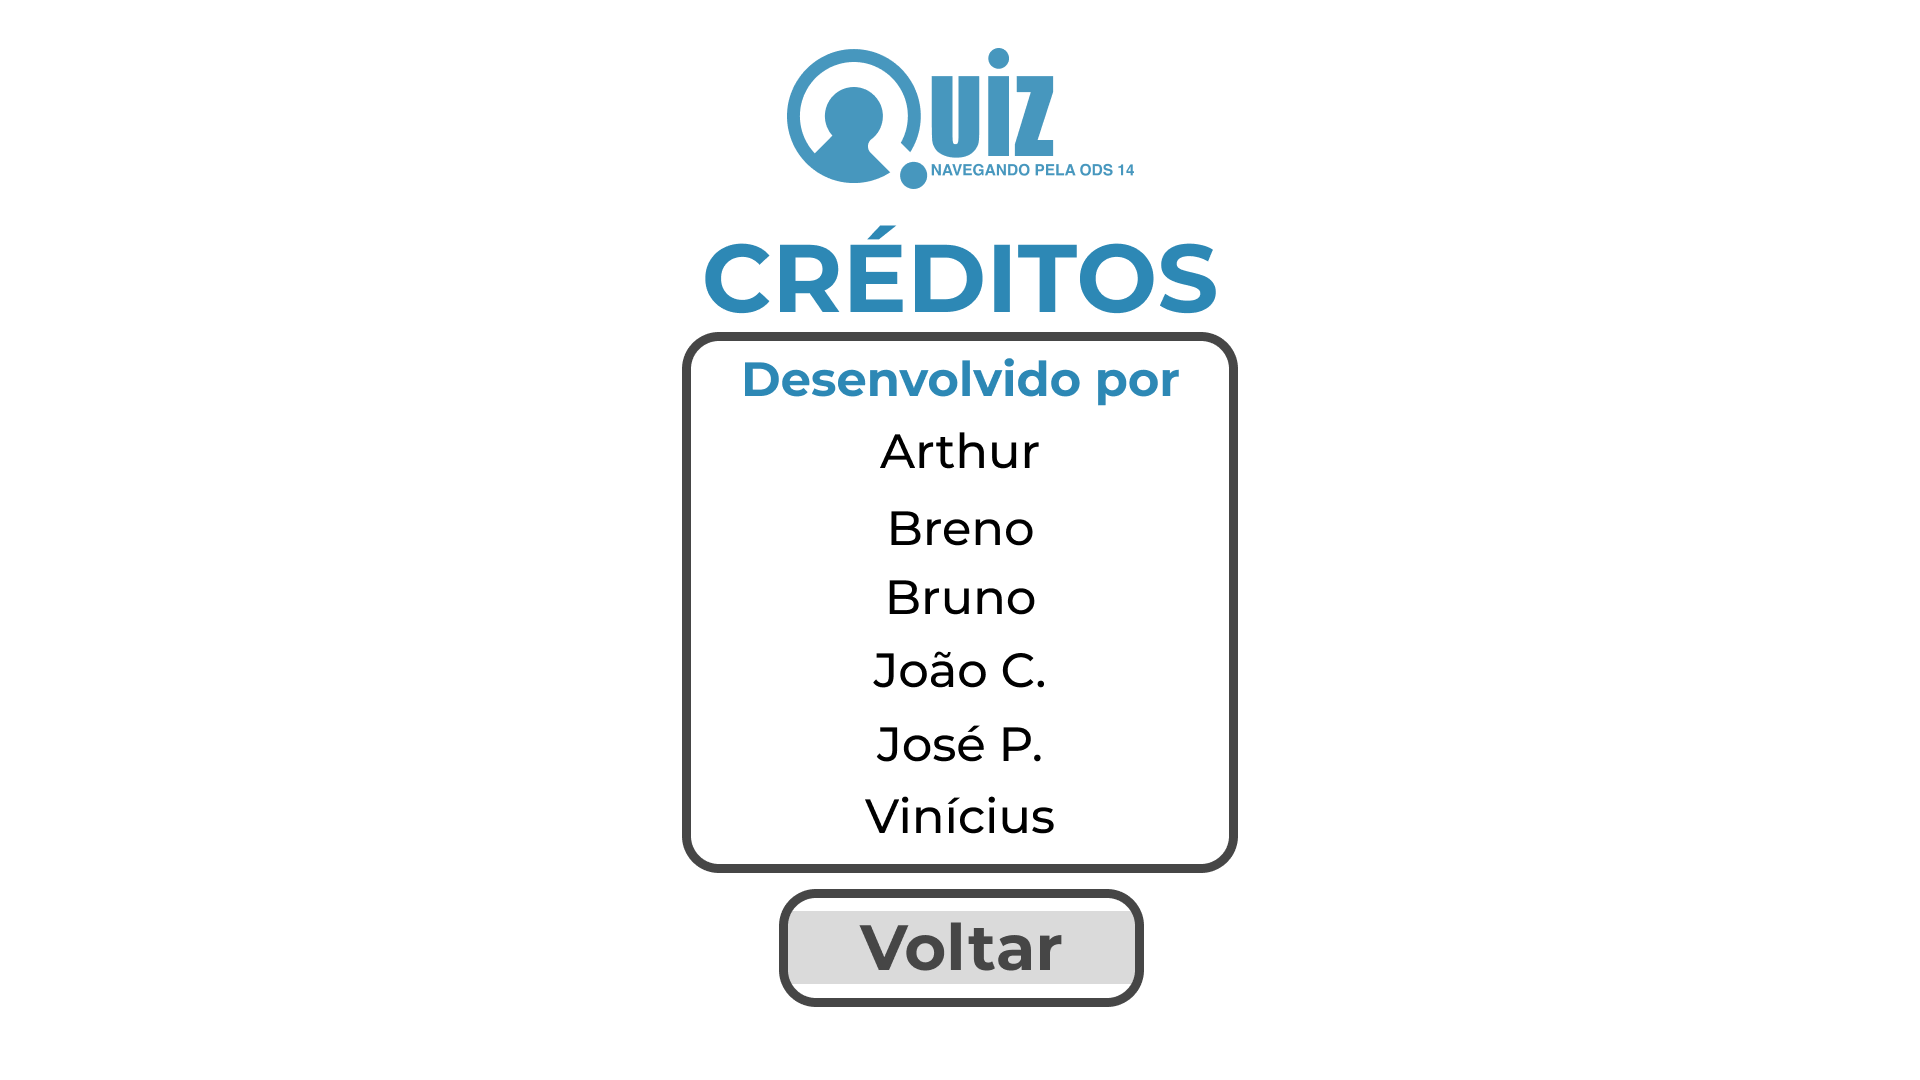 QUiZ
NAVEGANDO PELA ODS 14
CRÉDITOS
Desenvolvido por
Arthur
Breno
Bruno
João C.
José P.
Vinícius
Voltar